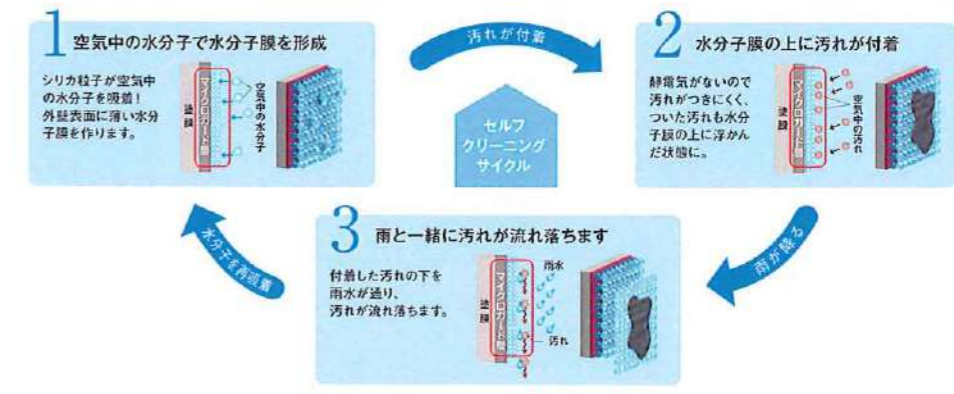 1 空気中の水分子で水分子膜を形成
シリカ粒子が空気中
の水分子を吸着!
外壁表面に薄い水分
子膜を作ります。
塗膜
マイクロガード層
空気中の水分子
汚れが付着
2 水分子膜の上に汚れが付着
静電気がないので
汚れがつきにくく、
ついた汚れも水分
子膜の上に浮かん
だ状態に。
塗膜
マイクロガード層
空気中の汚れ
セルフ
クリーニング
サイクル
雨が降る
3 雨と一緒に汚れが流れ落ちます
付着した汚れの下を
雨水が通り、
汚れが流れ落ちます。
塗膜
マイクロガード層
雨水
汚れ
水分子を再吸着